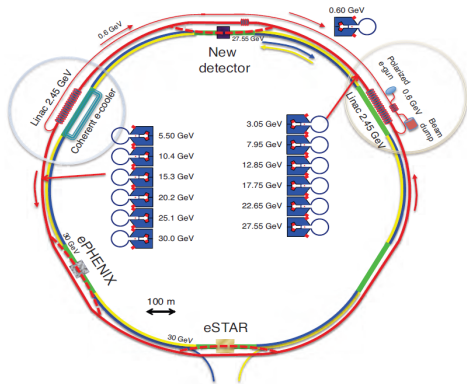 0.60 GeV
0.6 GeV
27.55 GeV
New
detector
Linac 2.45 GeV
Coherent e-cooler
Polarized
e-gun
0.6 GeV
Beam
dump
Linac 2.45 GeV
5.50 GeV
10.4 GeV
15.3 GeV
20.2 GeV
25.1 GeV
30.0 GeV
3.05 GeV
7.95 GeV
12.85 GeV
17.75 GeV
22.65 GeV
27.55 GeV
30 GeV
ePHENIX
100 m
eSTAR
30 GeV